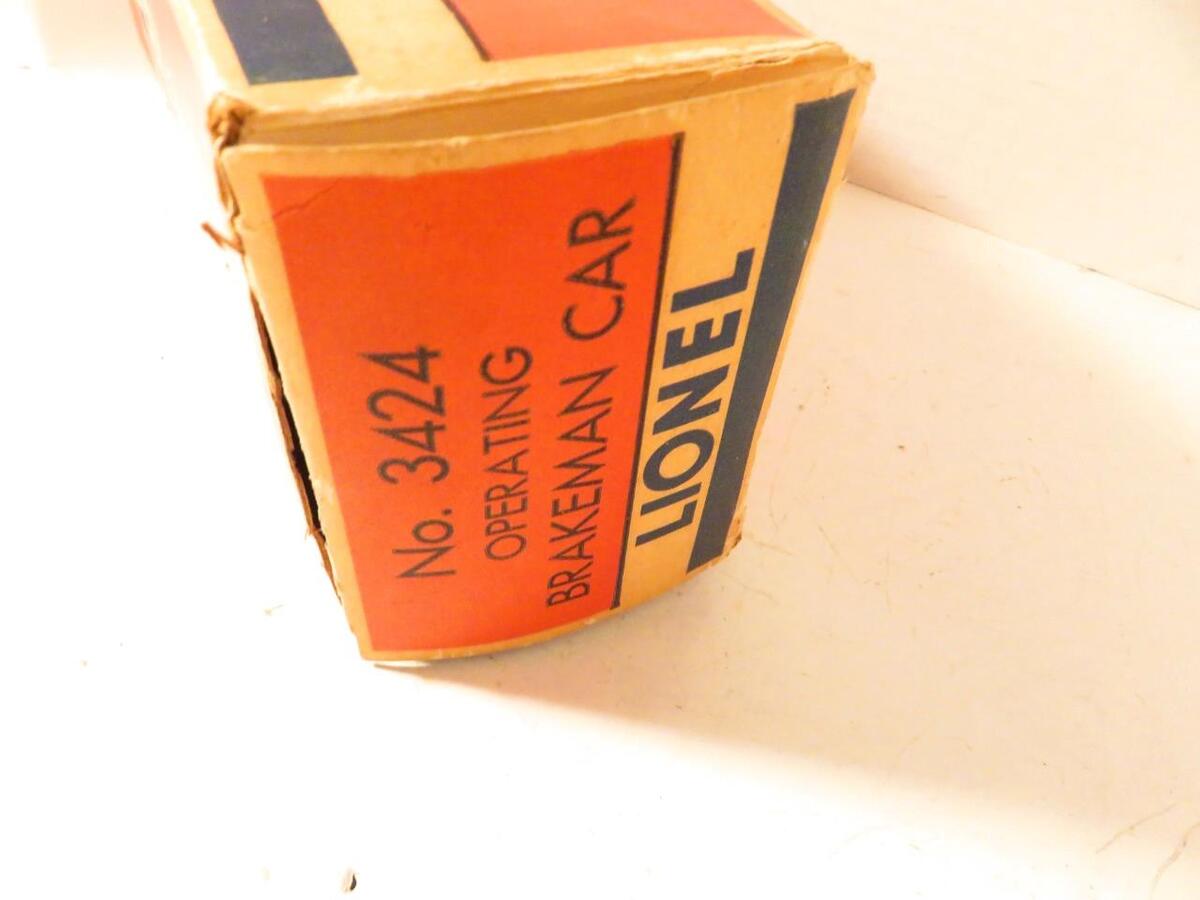 No. 3424
OPERATING
BRAKEMAN CAR
LIONEL